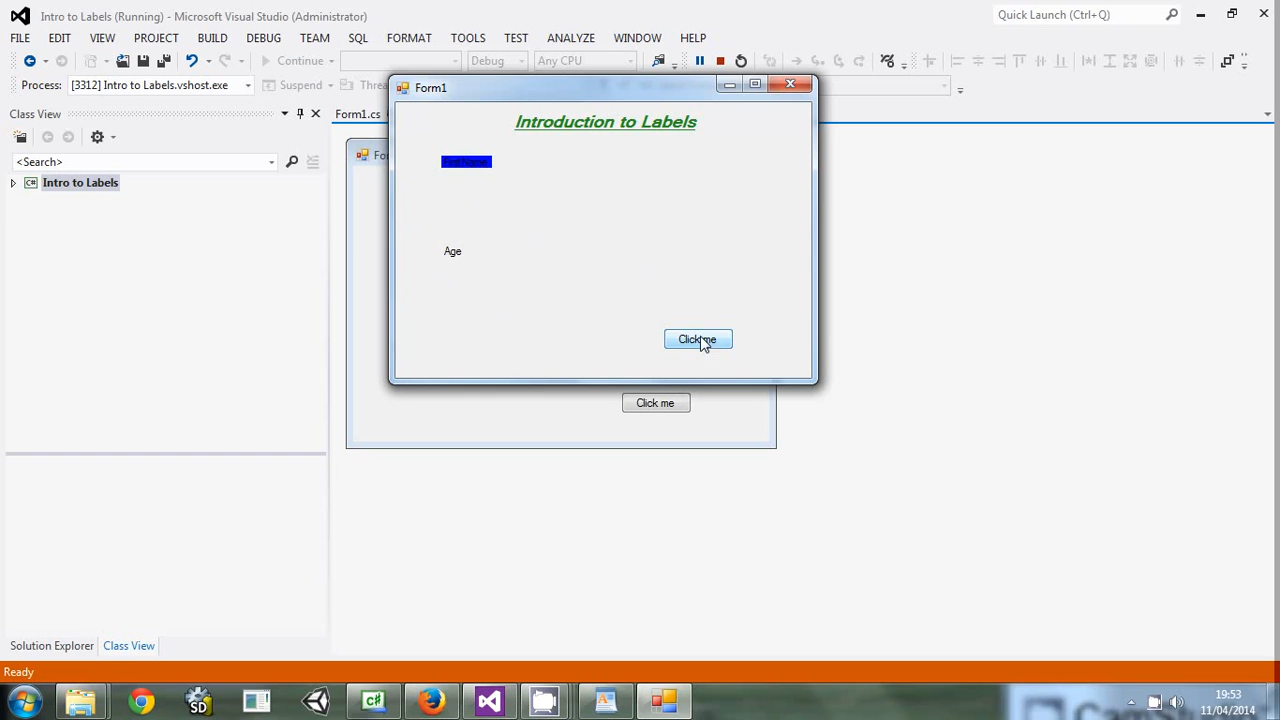 Intro to Labels (Running) - Microsoft Visual Studio (Administrator)
Quick Launch (Ctrl+Q)
FILE EDIT VIEW PROJECT BUILD DEBUG TEAM SQL FORMAT TOOLS TEST ANALYZE WINDOW HELP
Continue Debug Any CPU
Process: [3312] Intro to Labels.vshost.exe Suspend
Form1
Class View
Form1.cs
<Search>
Intro to Labels
Introduction to Labels
First Name
Age
Click me
Click me
Solution Explorer Class View
Ready
SD
C#
19:53
11/04/2014